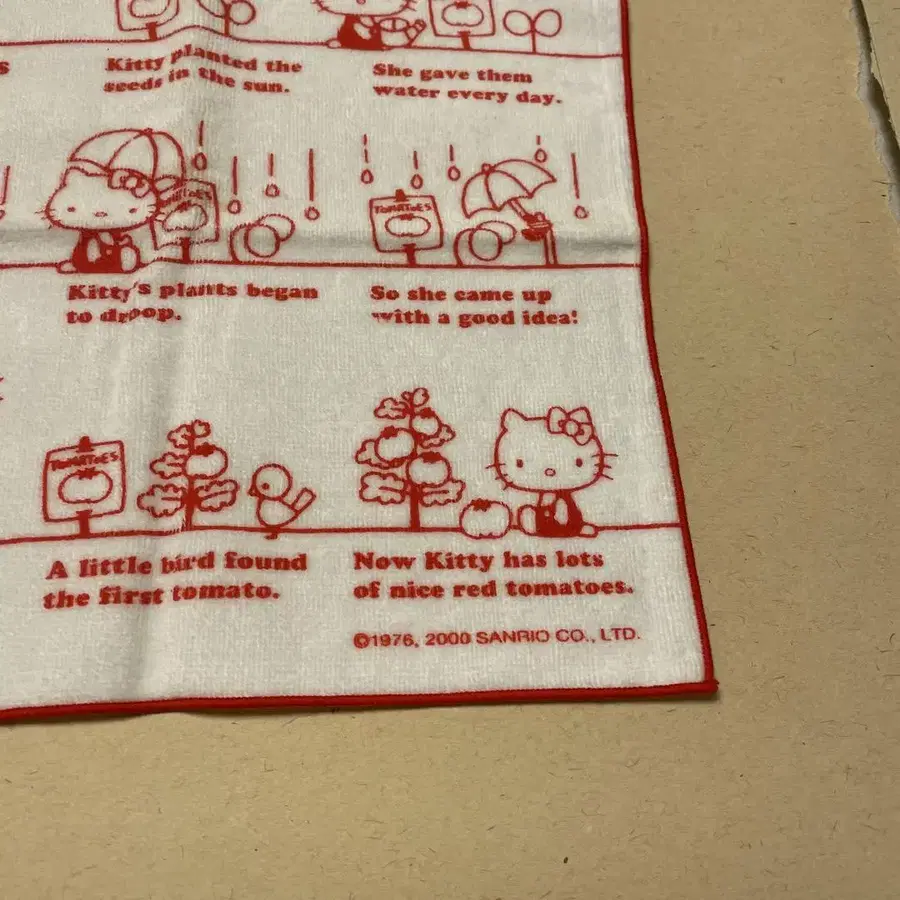 Kitty planted the
seeds in the sun.
She gave them
water every day.
TOMATOES
TOMATOES
Kitty's plants began
to droop.
So she came up
with a good idea!
TOMATOES
A little bird found
the first tomato.
Now Kitty has lots
of nice red tomatoes.
©1976, 2000 SANRIO CO., LTD.